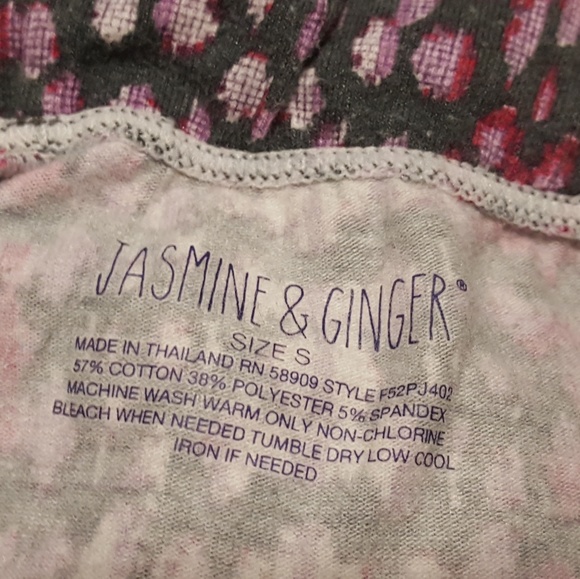 JASMINE & GINGER®
SIZE S
MADE IN THAILAND RN 58909 STYLE F52PJ402
57% COTTON 38% POLYESTER 5% SPANDEX
MACHINE WASH WARM ONLY NON-CHLORINE
BLEACH WHEN NEEDED TUMBLE DRY LOW COOL
IRON IF NEEDED